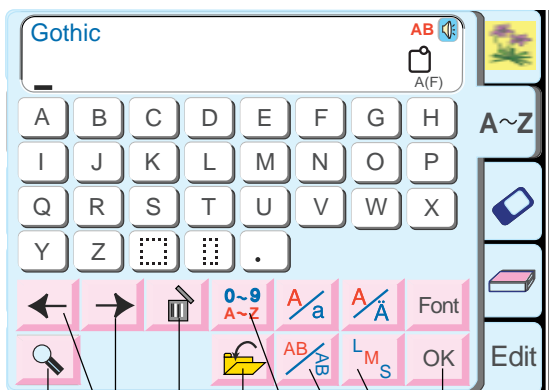 Gothic AB
A(F)
A B C D E F G H A~Z
I J K L M N O P
Q R S T U V W X
Y Z .
0~9
A~Z A/a A/Ä Font
AB/AB L M S OK Edit